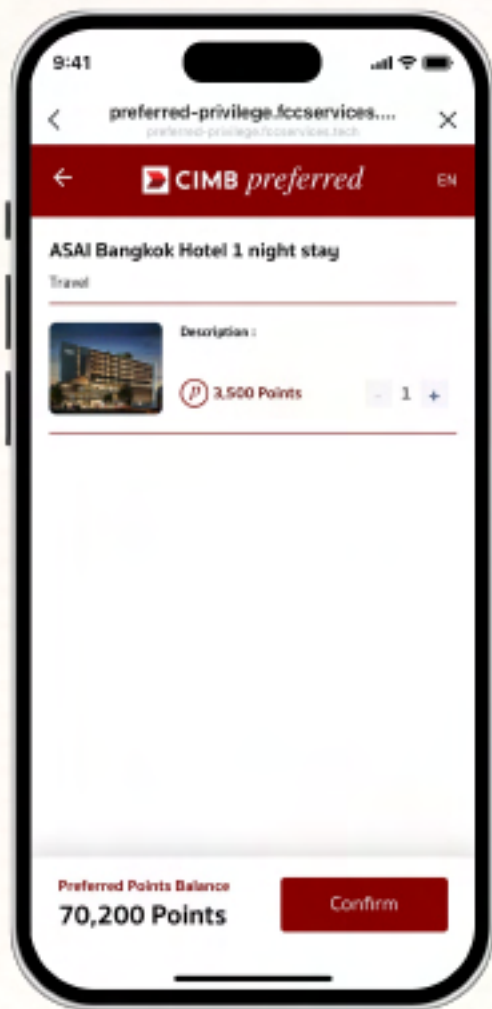 9:41
preferred-privilege.fccservices....
preferred-privilege.fccservices.tech
CIMB preferred
EN
ASAI Bangkok Hotel 1 night stay
Travel
Description :
P 3,500 Points
- 1 +
Preferred Points Balance
70,200 Points
Confirm